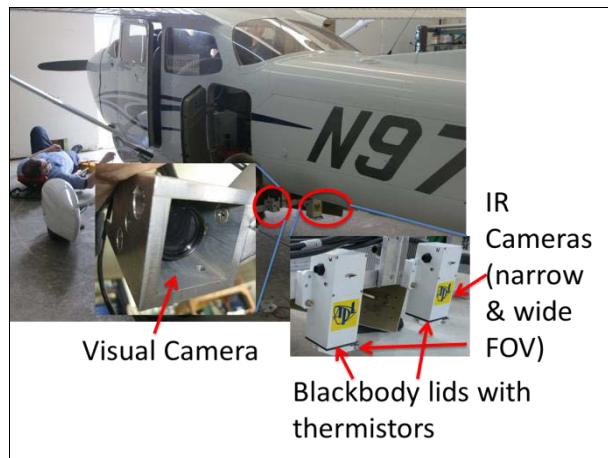 N97
IR
Cameras
(narrow
& wide
FOV)
Visual Camera
Blackbody lids with
thermistors